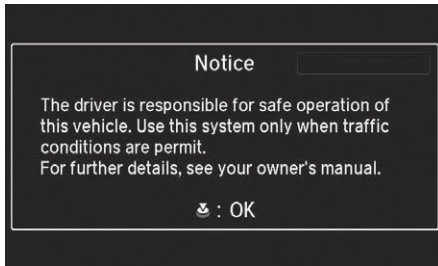 Notice
The driver is responsible for safe operation of
this vehicle. Use this system only when traffic
conditions are permit.
For further details, see your owner's manual.
: OK